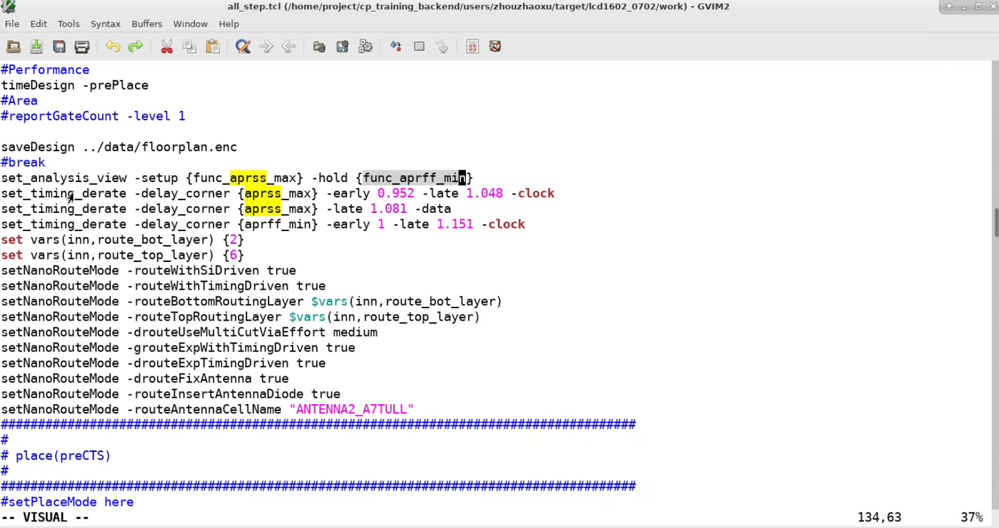 all_step.tcl (/home/project/cp_training_backend/users/zhouzhaoxu/target/lcd1602_0702/work) - GVIM2
File Edit Tools Syntax Buffers Window Help
#Performance
timeDesign -prePlace
#Area
#reportGateCount -level 1
saveDesign ../data/floorplan.enc
#break
set_analysis_view -setup {func_aprss_max} -hold {func_aprff_min}
set_timing_derate -delay_corner {aprss_max} -early 0.952 -late 1.048 -clock
set_timing_derate -delay_corner {aprss_max} -late 1.081 -data
set_timing_derate -delay_corner {aprff_min} -early 1 -late 1.151 -clock
set vars(inn,route_bot_layer) {2}
set vars(inn,route_top_layer) {6}
setNanoRouteMode -routeWithSiDriven true
setNanoRouteMode -routeWithTimingDriven true
setNanoRouteMode -routeBottomRoutingLayer $vars(inn,route_bot_layer)
setNanoRouteMode -routeTopRoutingLayer $vars(inn,route_top_layer)
setNanoRouteMode -drouteUseMultiCutViaEffort medium
setNanoRouteMode -grouteExpWithTimingDriven true
setNanoRouteMode -drouteExpTimingDriven true
setNanoRouteMode -drouteFixAntenna true
setNanoRouteMode -routeInsertAntennaDiode true
setNanoRouteMode -routeAntennaCellName "ANTENNA2_A7TULL"
######################################################################################
#
# place(preCTS)
#
######################################################################################
#setPlaceMode here
-- VISUAL -- 134,63 37%